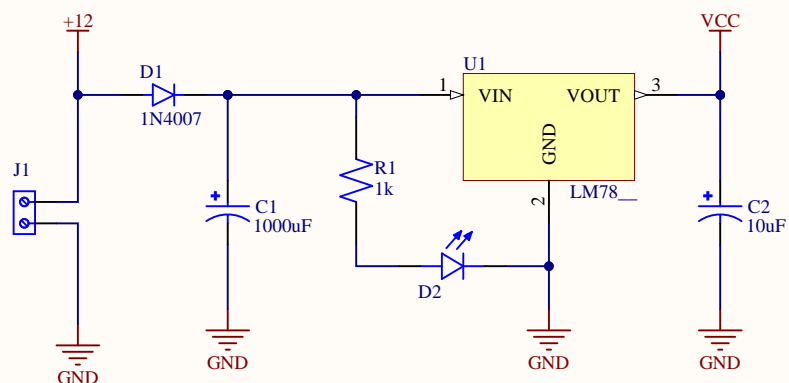 +12
VCC
D1
1N4007
U1
1
VIN
VOUT
3
GND
2
LM78__
J1
R1
1k
C1
1000uF
C2
10uF
D2
GND
GND
GND
GND